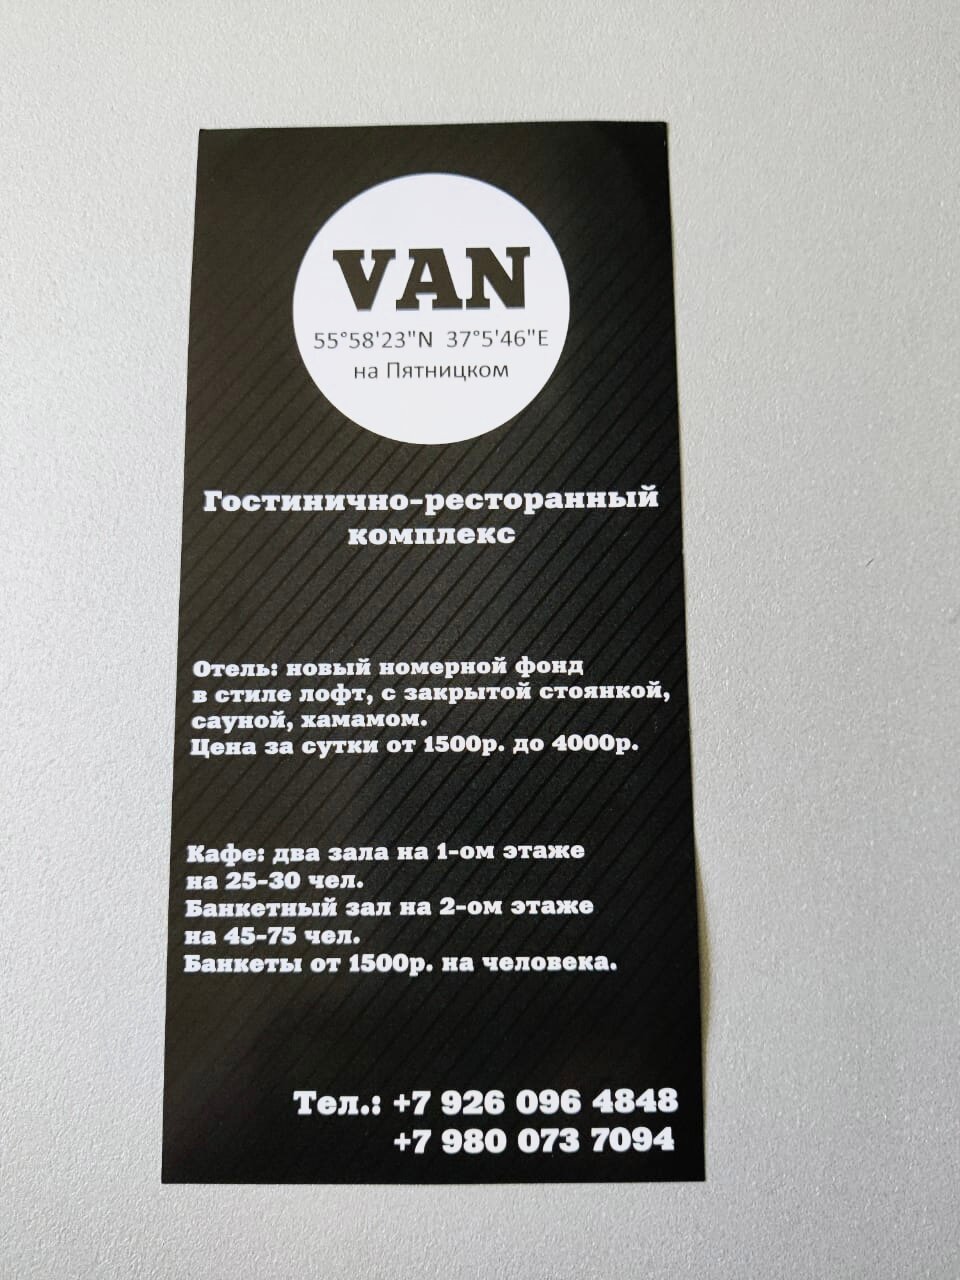 VAN
55°58'23"N 37°5'46"E
на Пятницком
Гостинично-ресторанный
комплекс
Отель: новый номерной фонд
в стиле лофт, с закрытой стоянкой,
сауной, хамамом.
Цена за сутки от 1500р. до 4000р.
Кафе: два зала на 1-ом этаже
на 25-30 чел.
Банкетный зал на 2-ом этаже
на 45-75 чел.
Банкеты от 1500р. на человека.
Тел.: +7 926 096 4848
+7 980 073 7094